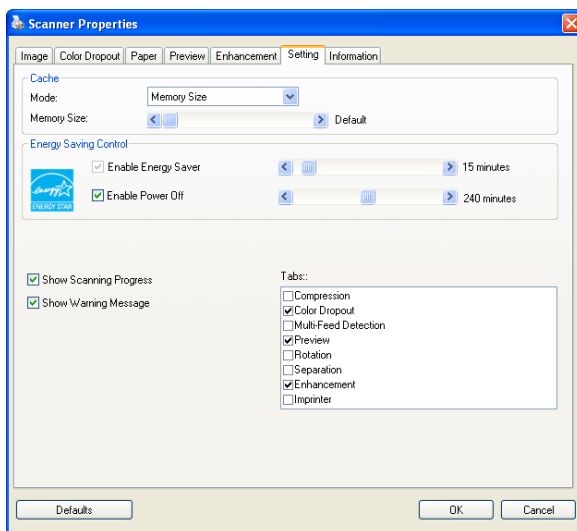 Scanner Properties
Image Color Dropout Paper Preview Enhancement Setting Information
Cache
Mode: Memory Size
Memory Size: Default
Energy Saving Control
Enable Energy Saver 15 minutes
energy
ENERGY STAR
Enable Power Off 240 minutes
Show Scanning Progress
Show Warning Message
Tabs::
Compression
Color Dropout
Multi-Feed Detection
Preview
Rotation
Separation
Enhancement
Imprinter
Defaults OK Cancel